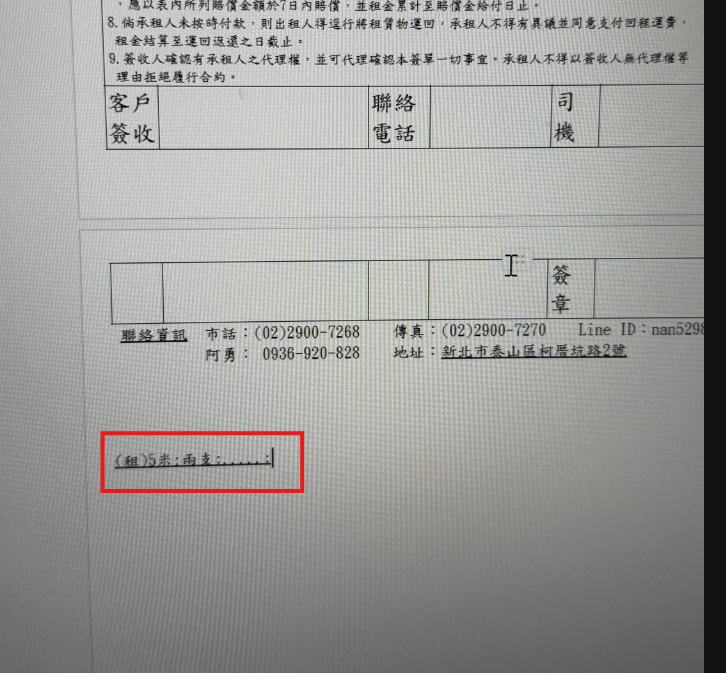 ，應以表內所列賠償金額於7日內賠償，並租金累計至賠償金給付日止。
8.倘承租人未按時付款，則出租人得逕行將租賃物運回，承租人不得有異議並同意支付回程運費，
租金結算至運回返還之日截止。
9.簽收人確認有承租人之代理權，並可代理確認本簽單一切事宜。承租人不得以簽收人無代理權等
理由拒絕履行合約。
客戶 聯絡 司
簽收 電話 機
簽
章
聯絡資訊 市話：(02)2900-7268 傳真：(02)2900-7270 Line ID：nan5298
阿勇： 0936-920-828 地址：新北市泰山區柯厝坑路2號
(租)5米;兩支;,,,,,;